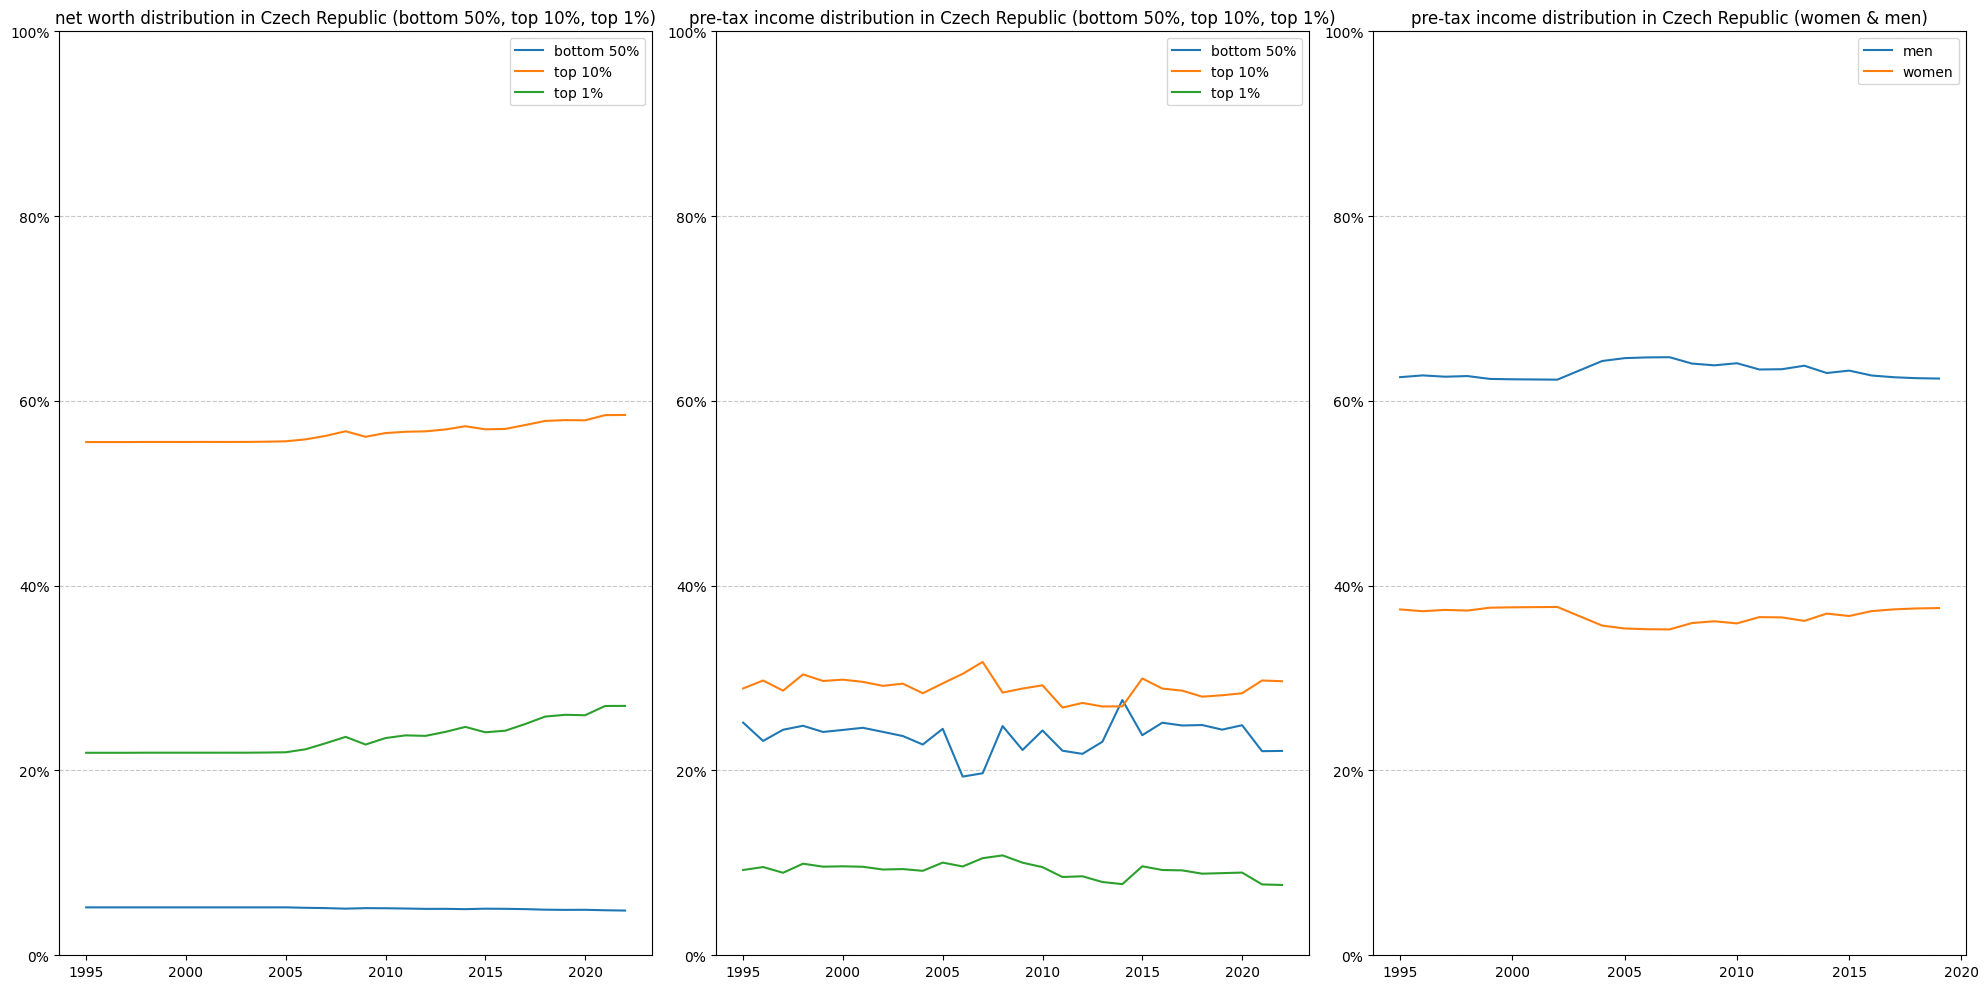 net worth distribution in Czech Republic (bottom 50%, top 10%, top 1%)
100%
80%
60%
40%
20%
0%
1995 2000 2005 2010 2015 2020
bottom 50%
top 10%
top 1%
pre-tax income distribution in Czech Republic (bottom 50%, top 10%, top 1%)
100%
80%
60%
40%
20%
0%
1995 2000 2005 2010 2015 2020
bottom 50%
top 10%
top 1%
pre-tax income distribution in Czech Republic (women & men)
100%
80%
60%
40%
20%
0%
1995 2000 2005 2010 2015 2020
men
women